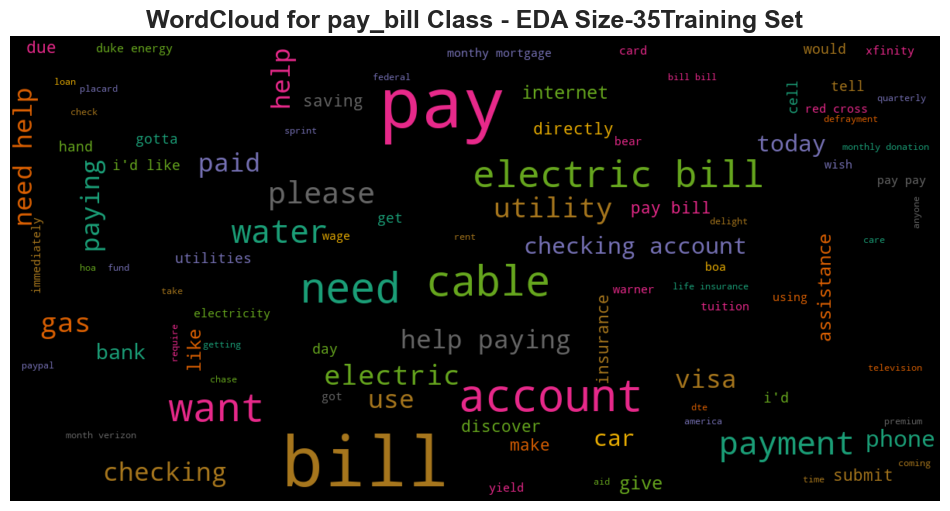 WordCloud for pay_bill Class - EDA Size-35Training Set
due
duke energy
help
monthy mortgage
card
would
xfinity
loan
placard
federal
bill bill
tell
cell
quarterly
need help
check
saving
pay
internet
red cross
defrayment
hand
gotta
sprint
directly
bear
today
monthly donation
paying
i'd like
paid
electric bill
wish
pay pay
please
utility
pay bill
anyone
immediately
water
get
wage
rent
checking account
delight
care
hoa
fund
utilities
need
cable
boa
assistance
take
warner
life insurance
using
gas
electricity
insurance
tuition
bank
require
like
getting
day
help paying
paypal
chase
electric
visa
television
want
got
use
account
dte
i'd
month verizon
discover
america
premium
checking
bill
make
car
payment
phone
yield
aid
give
time
submit
coming